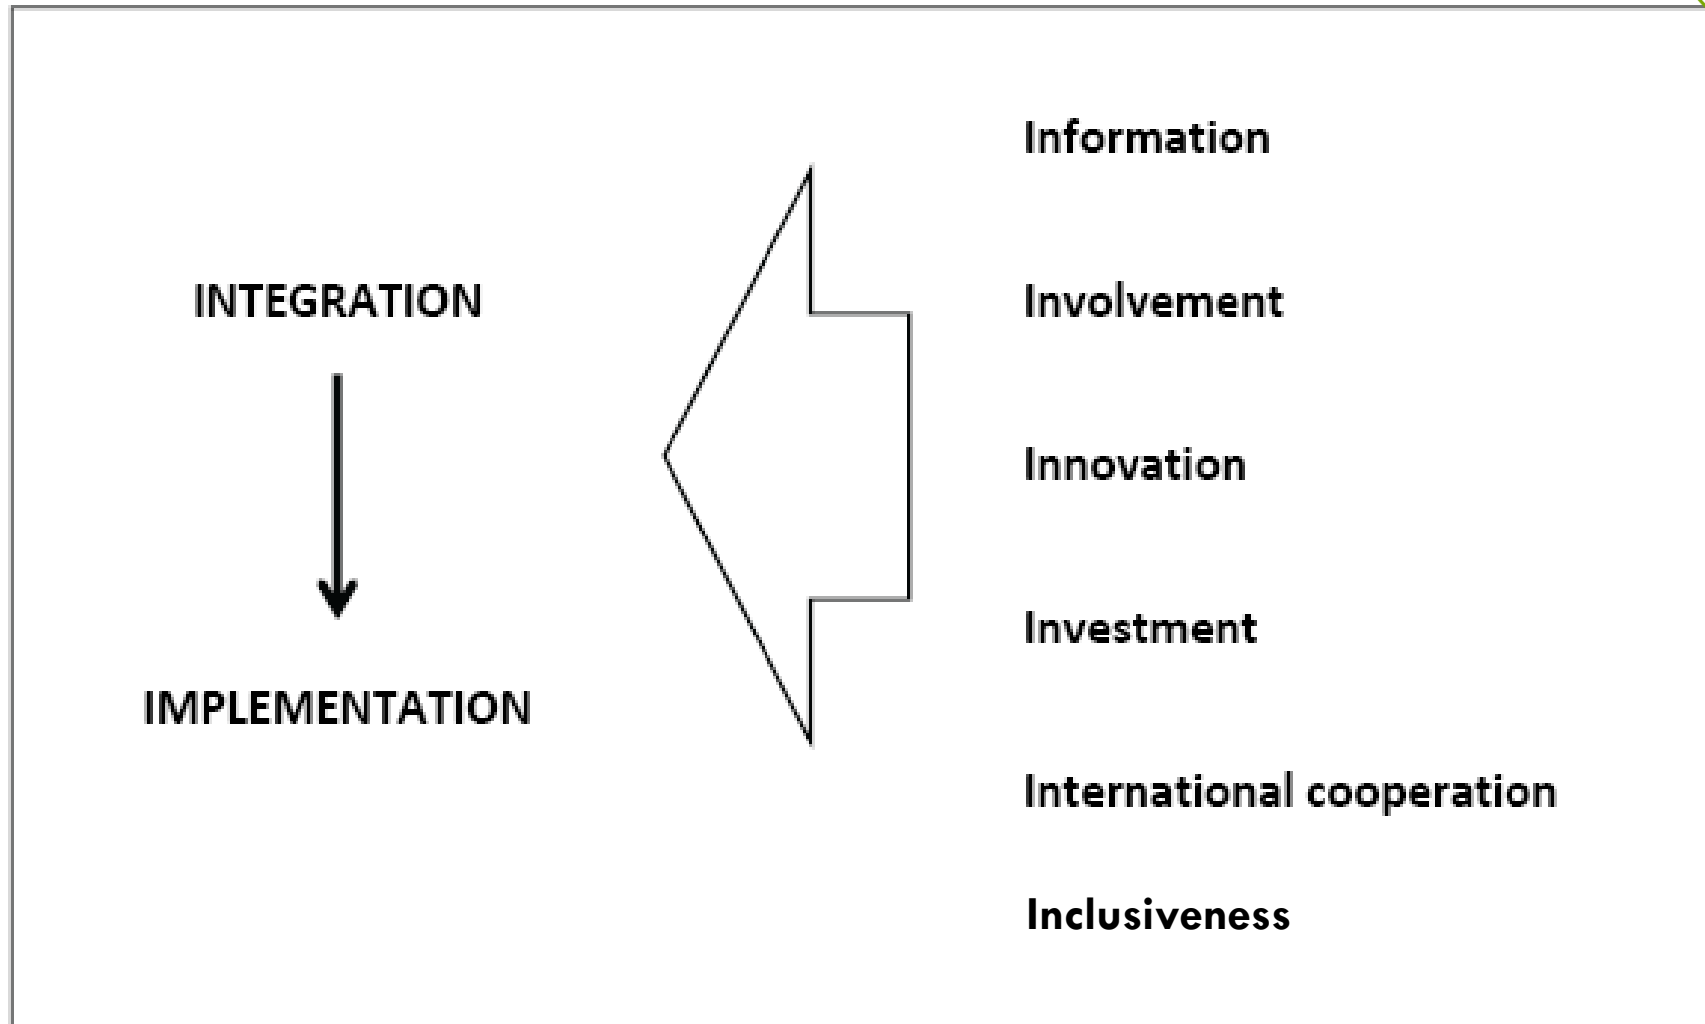 INTEGRATION
IMPLEMENTATION
Information
Involvement
Innovation
Investment
International cooperation
Inclusiveness